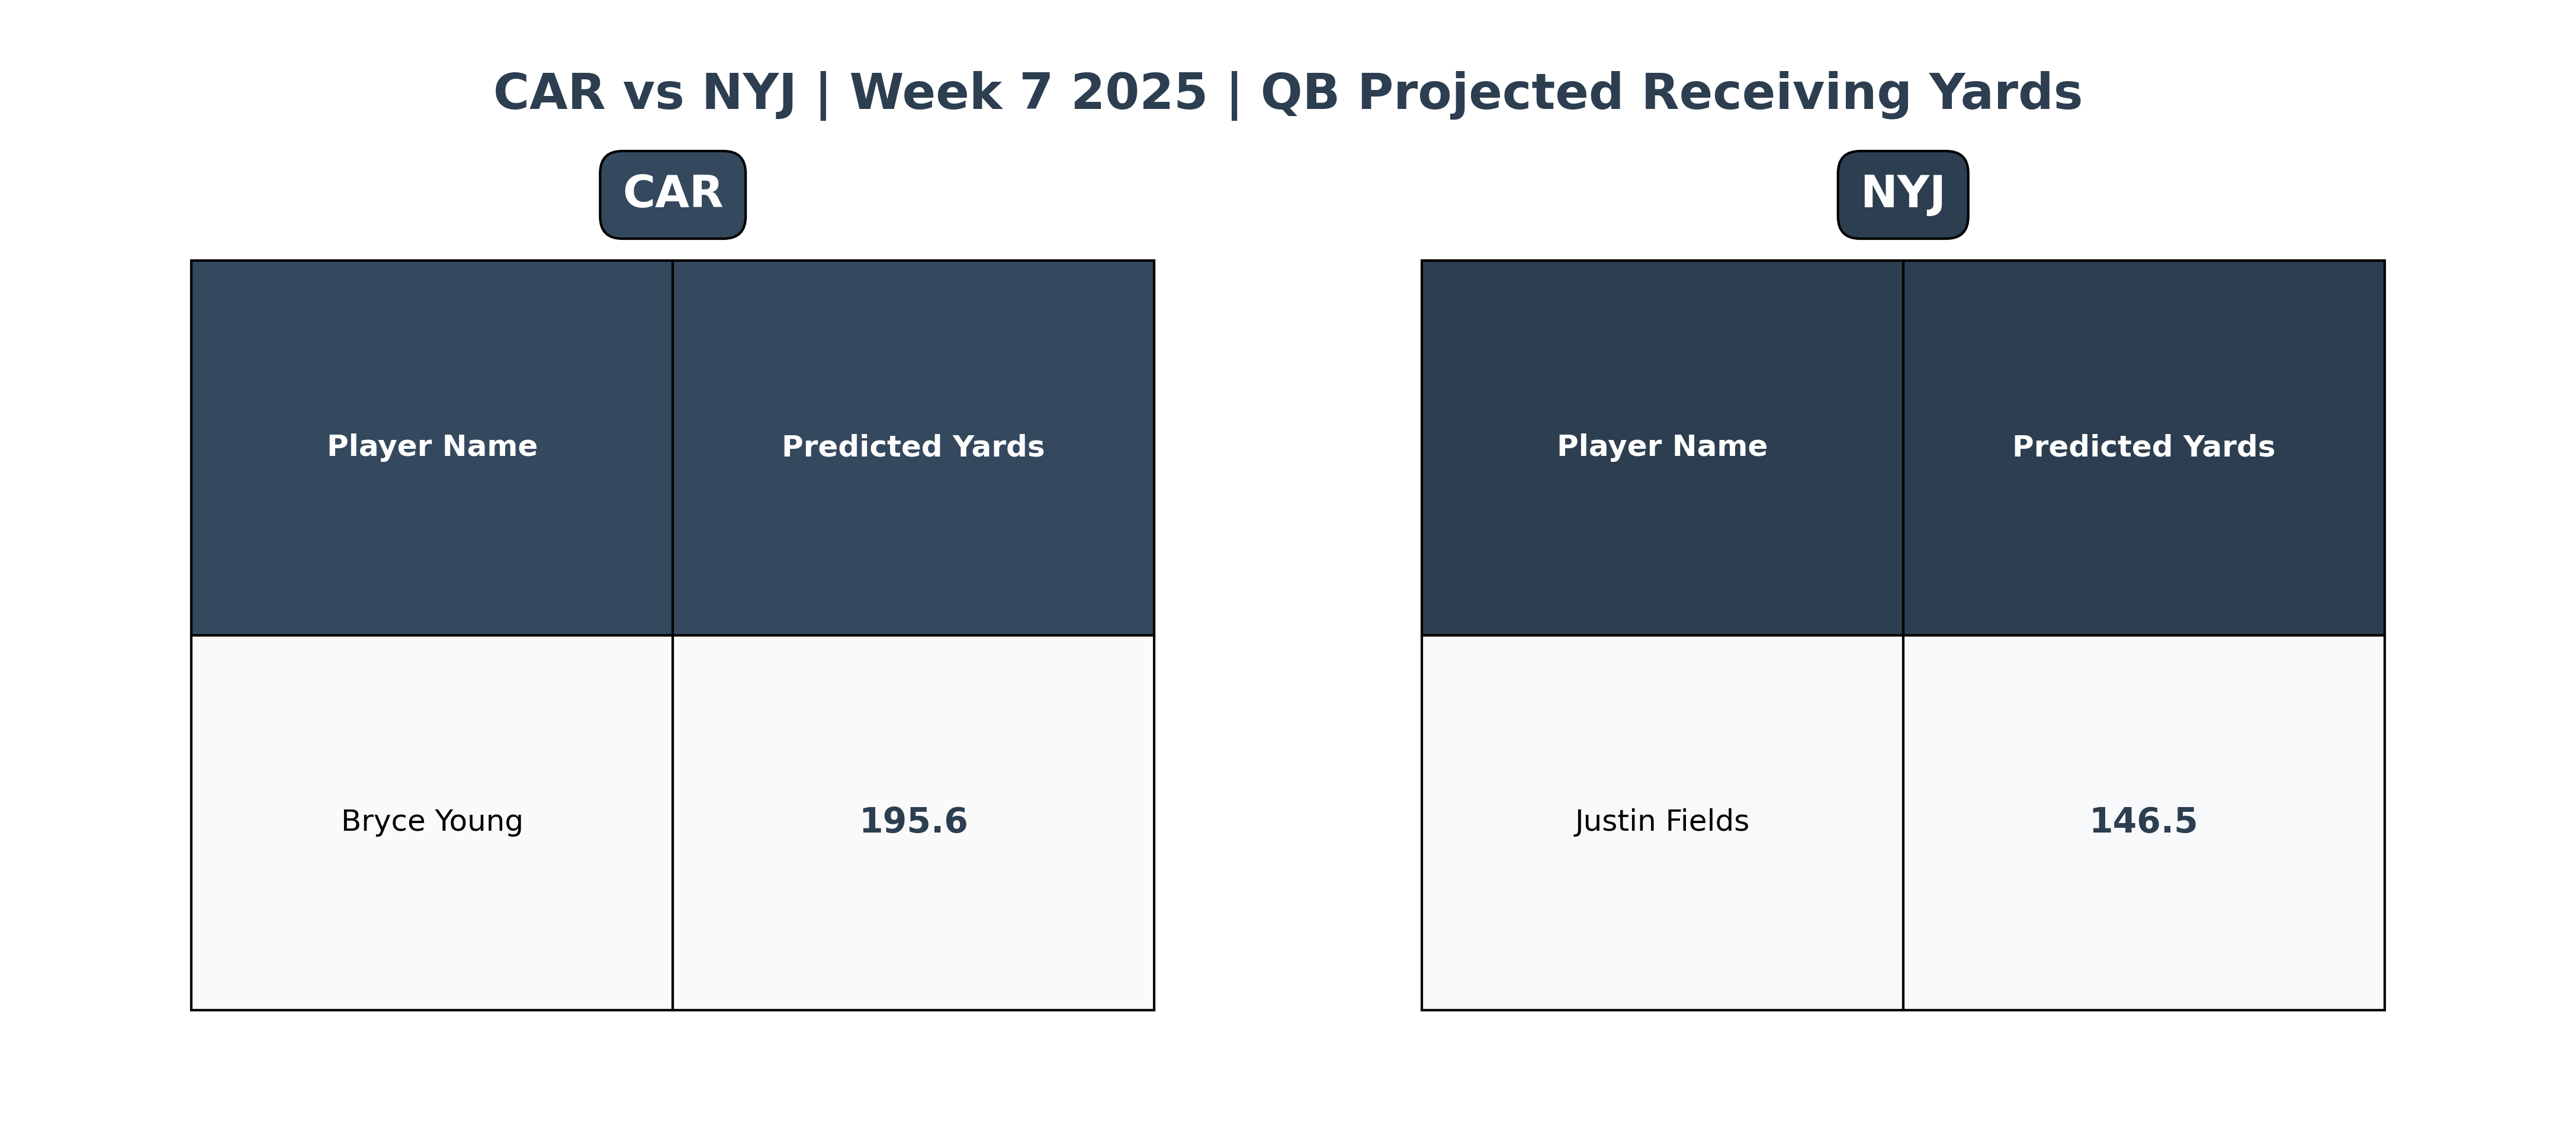 CAR vs NYJ | Week 7 2025 | QB Projected Receiving Yards
CAR
Player Name Predicted Yards
Bryce Young 195.6
NYJ
Player Name Predicted Yards
Justin Fields 146.5